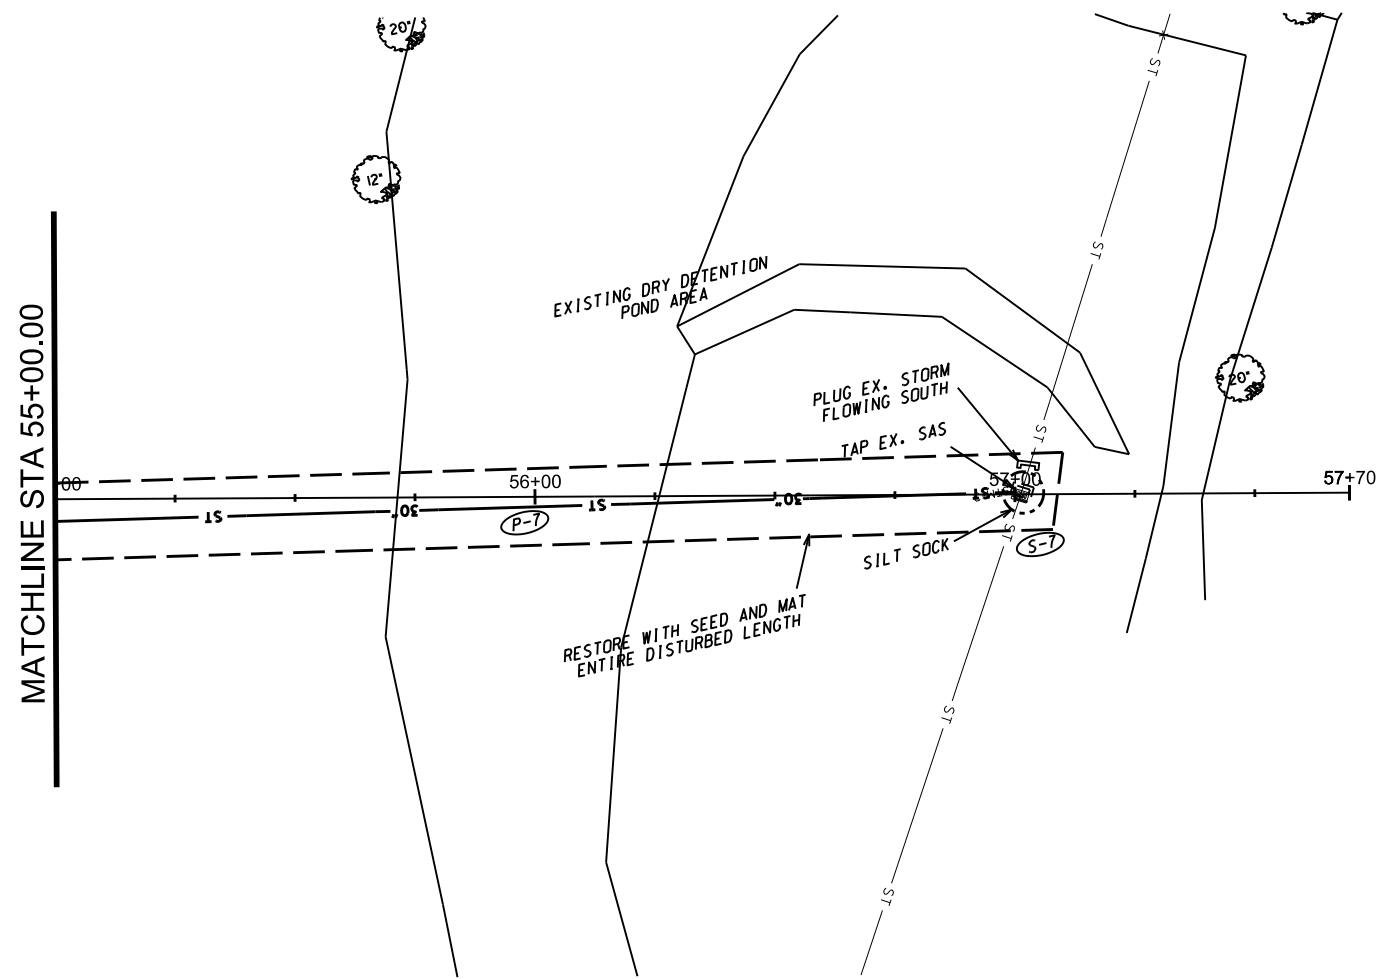 20"
ST
12"
ST
EXISTING DRY DETENTION
POND AREA
MATCHLINE STA 55+00.00
20"
PLUG EX. STORM
FLOWING SOUTH
ST
TAP EX. SAS
00
56+00
57+00
57+70
ST
30"
P-7
ST
30"
ST
ST
SILT SOCK
S-7
RESTORE WITH SEED AND MAT
ENTIRE DISTURBED LENGTH
ST
ST